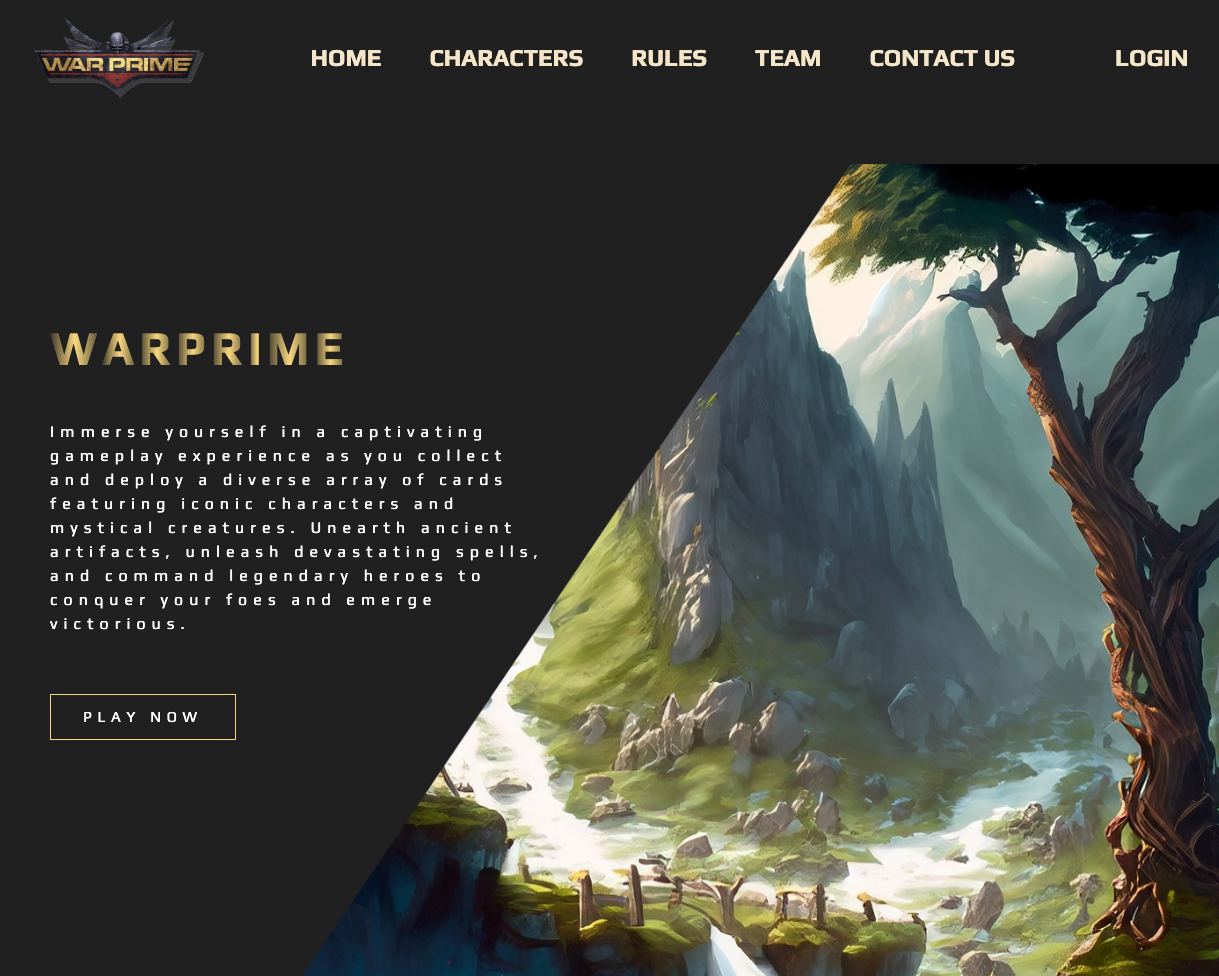 WAR PRIME
HOME CHARACTERS RULES TEAM CONTACT US LOGIN
WARPRIME
Immerse yourself in a captivating
gameplay experience as you collect
and deploy a diverse array of cards
featuring iconic characters and
mystical creatures. Unearth ancient
artifacts, unleash devastating spells,
and command legendary heroes to
conquer your foes and emerge
victorious.
PLAY NOW